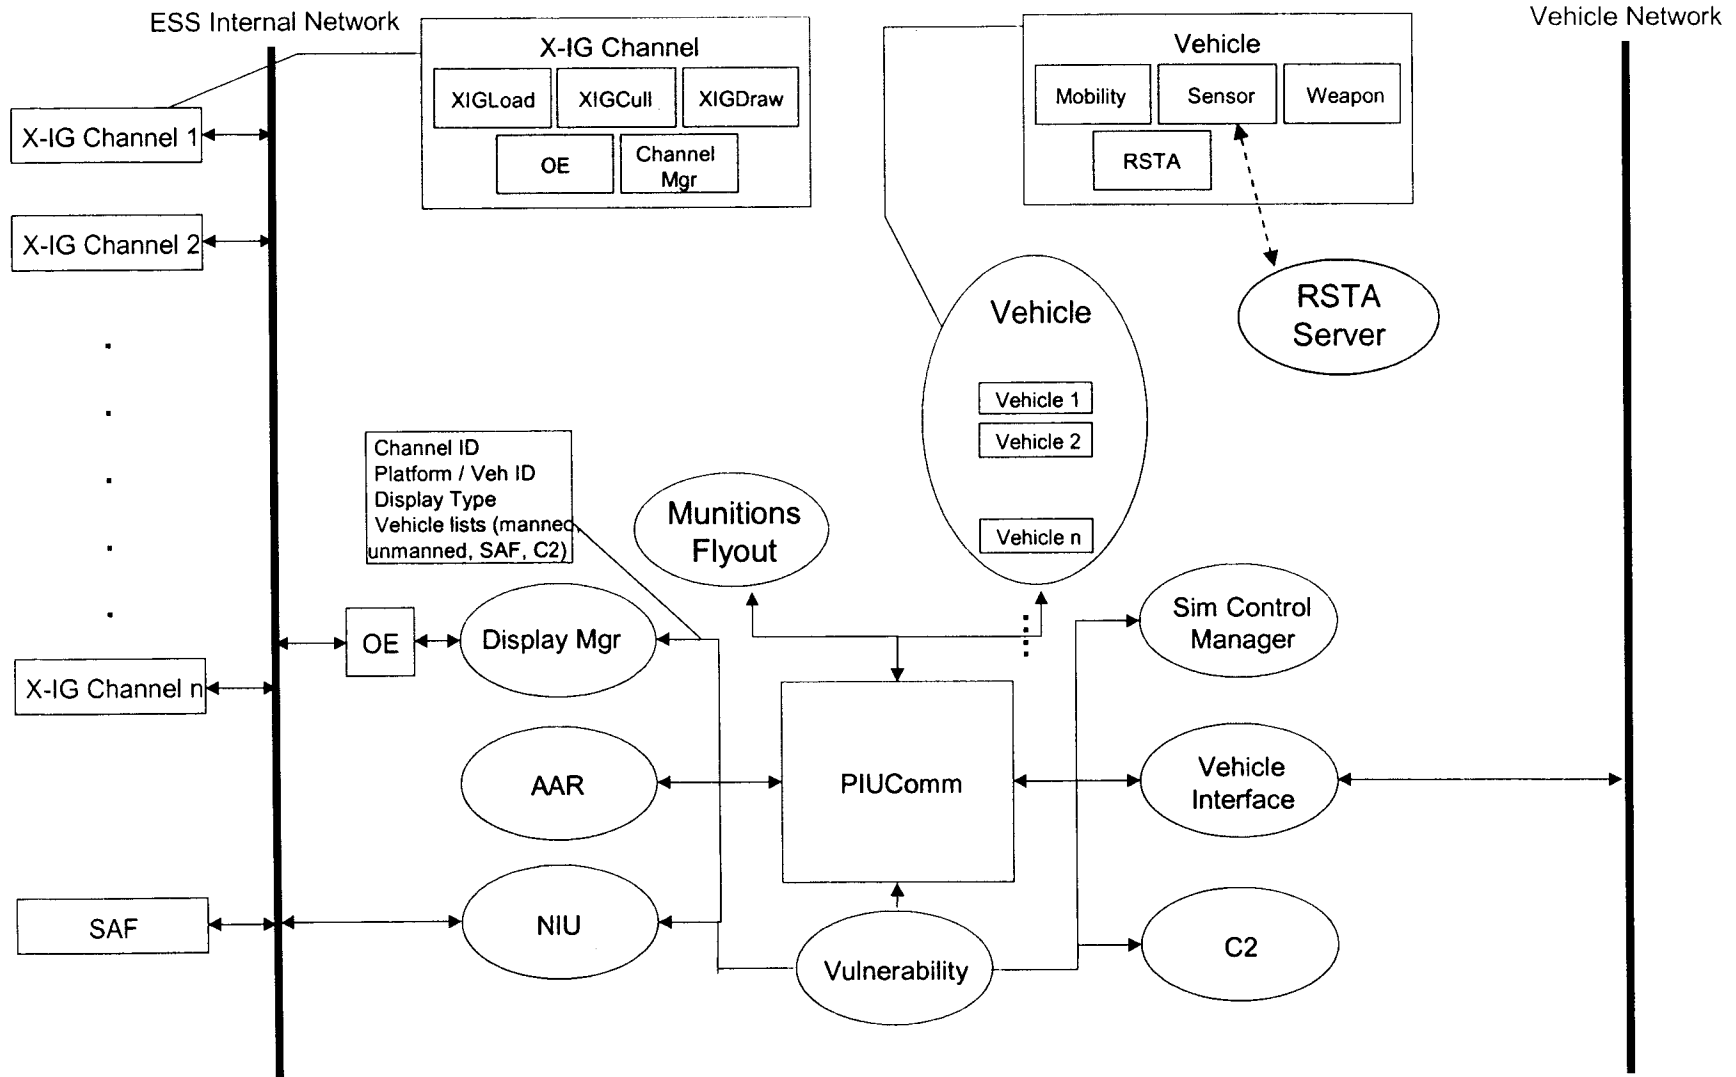 ESS Internal Network
Vehicle Network
X-IG Channel
XIGLoad
XIGCull
XIGDraw
OE
Channel
Mgr
Vehicle
Mobility
Sensor
Weapon
RSTA
X-IG Channel 1
X-IG Channel 2
RSTA
Server
Vehicle
Vehicle 1
Vehicle 2
Vehicle n
Channel ID
Platform / Veh ID
Display Type
Vehicle lists (manned,
unmanned, SAF, C2)
Munitions
Flyout
OE
Display Mgr
Sim Control
Manager
X-IG Channel n
AAR
PIUComm
Vehicle
Interface
SAF
NIU
Vulnerability
C2